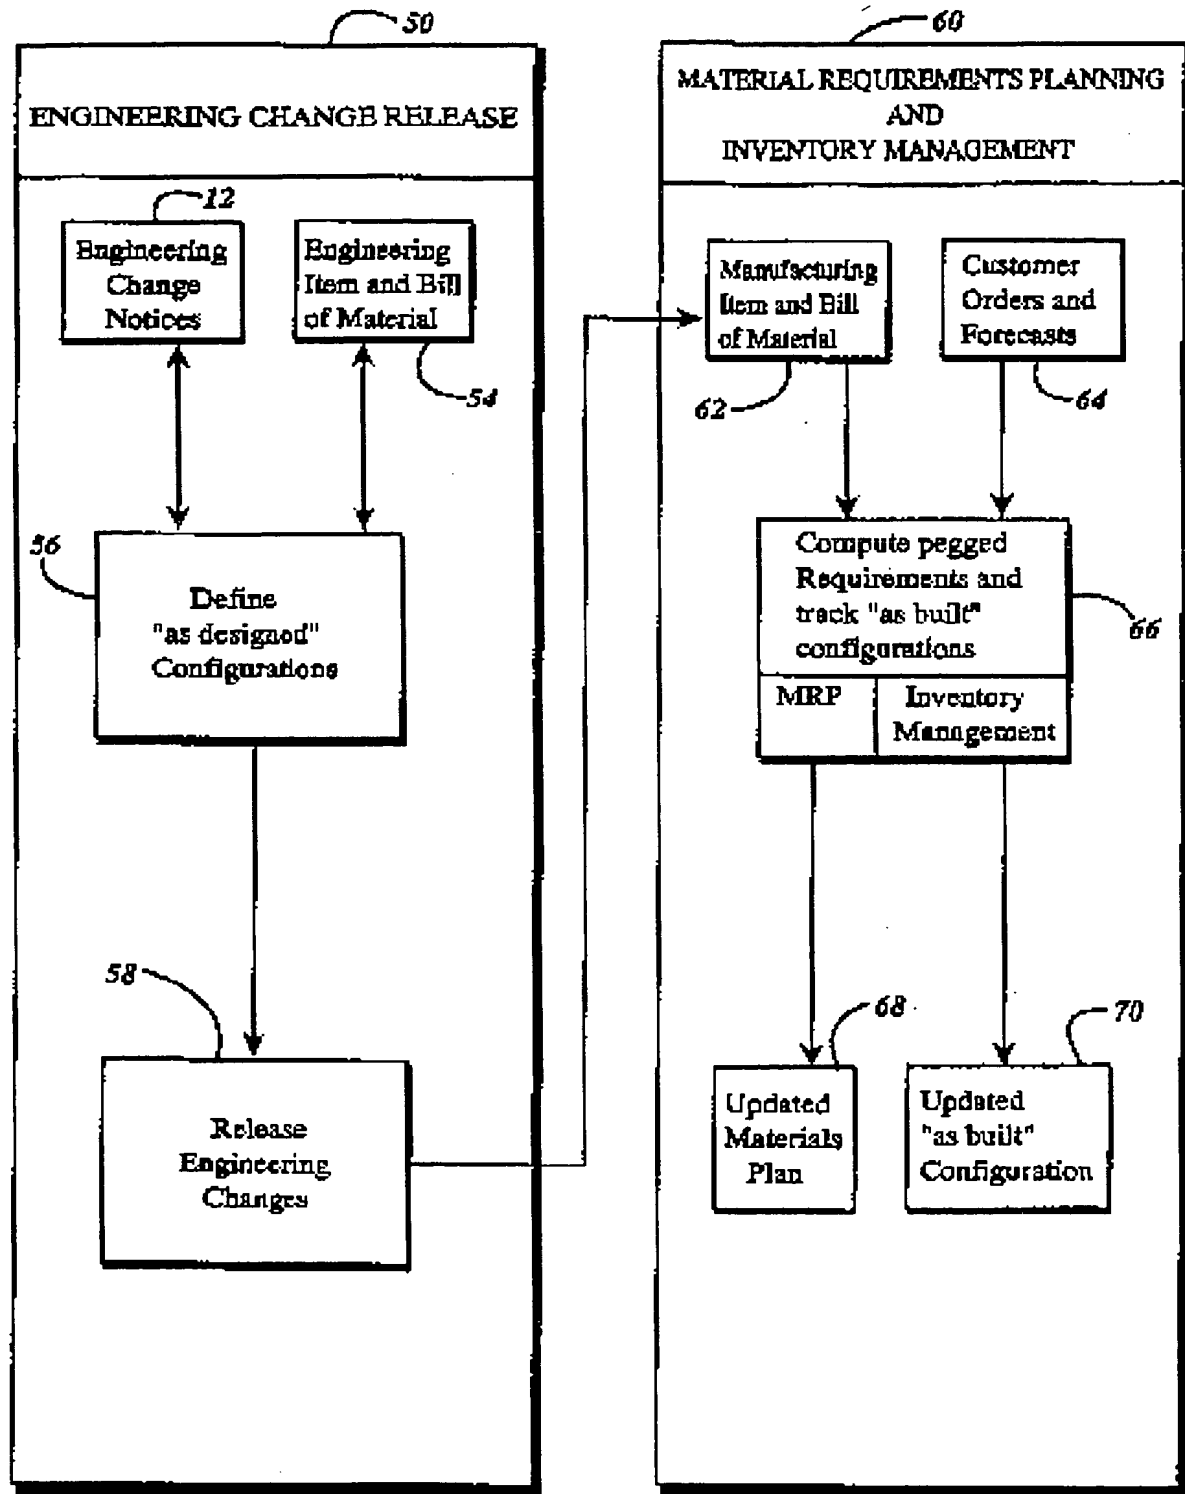 50
ENGINEERING CHANGE RELEASE
12
Engineering
Change
Notices
Engineering
Item and Bill
of Material
54
56
Define
"as designed"
Configurations
58
Release
Engineering
Changes
60
MATERIAL REQUIREMENTS PLANNING
AND
INVENTORY MANAGEMENT
Manufacturing
Item and Bill
of Material
62
Customer
Orders and
Forecasts
64
Compute pegged
Requirements and
track "as built"
configurations
66
MRP
Inventory
Management
68
Updated
Materials
Plan
70
Updated
"as built"
Configuration